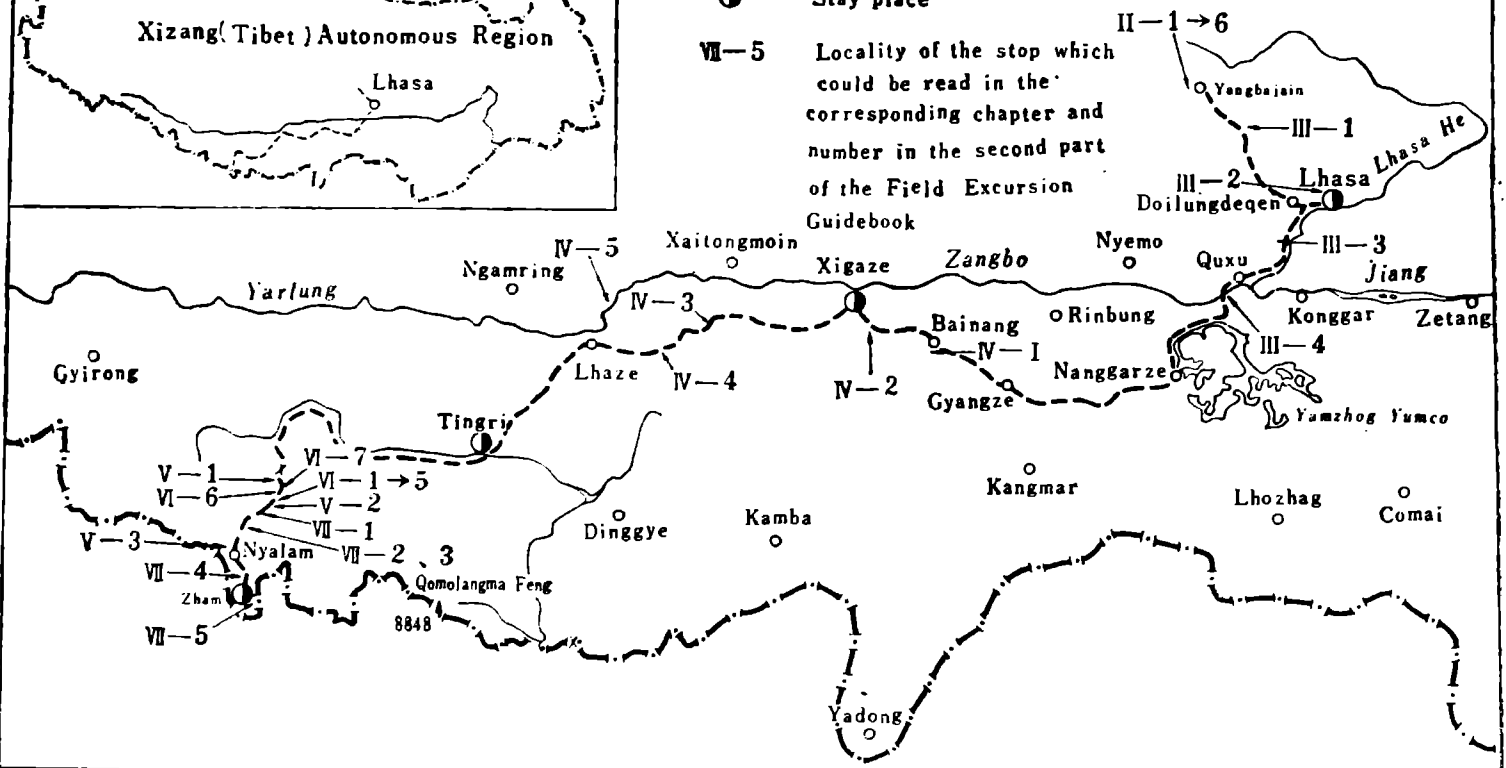 Xizang(Tibet)Autonomous Region
Lhasa
Stay place
VII—5 Locality of the stop which
could be read in the
corresponding chapter and
number in the second part
of the Field Excursion
Guidebook
II—1→6
Yangbajain
III—1
Lhasa He
III—2
Lhasa
Doilungdeqen
III—3
IV—5
Xaitongmoin
Ngamring
Xigaze
Zangbo
Nyemo
Quxu
Jiang
Yarlung
IV—3
Bainang
Rinbung
Konggar
Zetang
Gyirong
Lhaze
IV—4
IV—2
IV—1
Nanggarze
III—4
Gyangze
Yamzhog Yumco
Tingri
VI—7
V—1
VI—1→5
VI—6
V—2
VII—1
Dinggye
Kamba
Kangmar
Lhozhag
Comai
V—3
Nyalam
VII—2、3
VII—4
Qomolangma Feng
Zham
8848
VII—5
Yadong